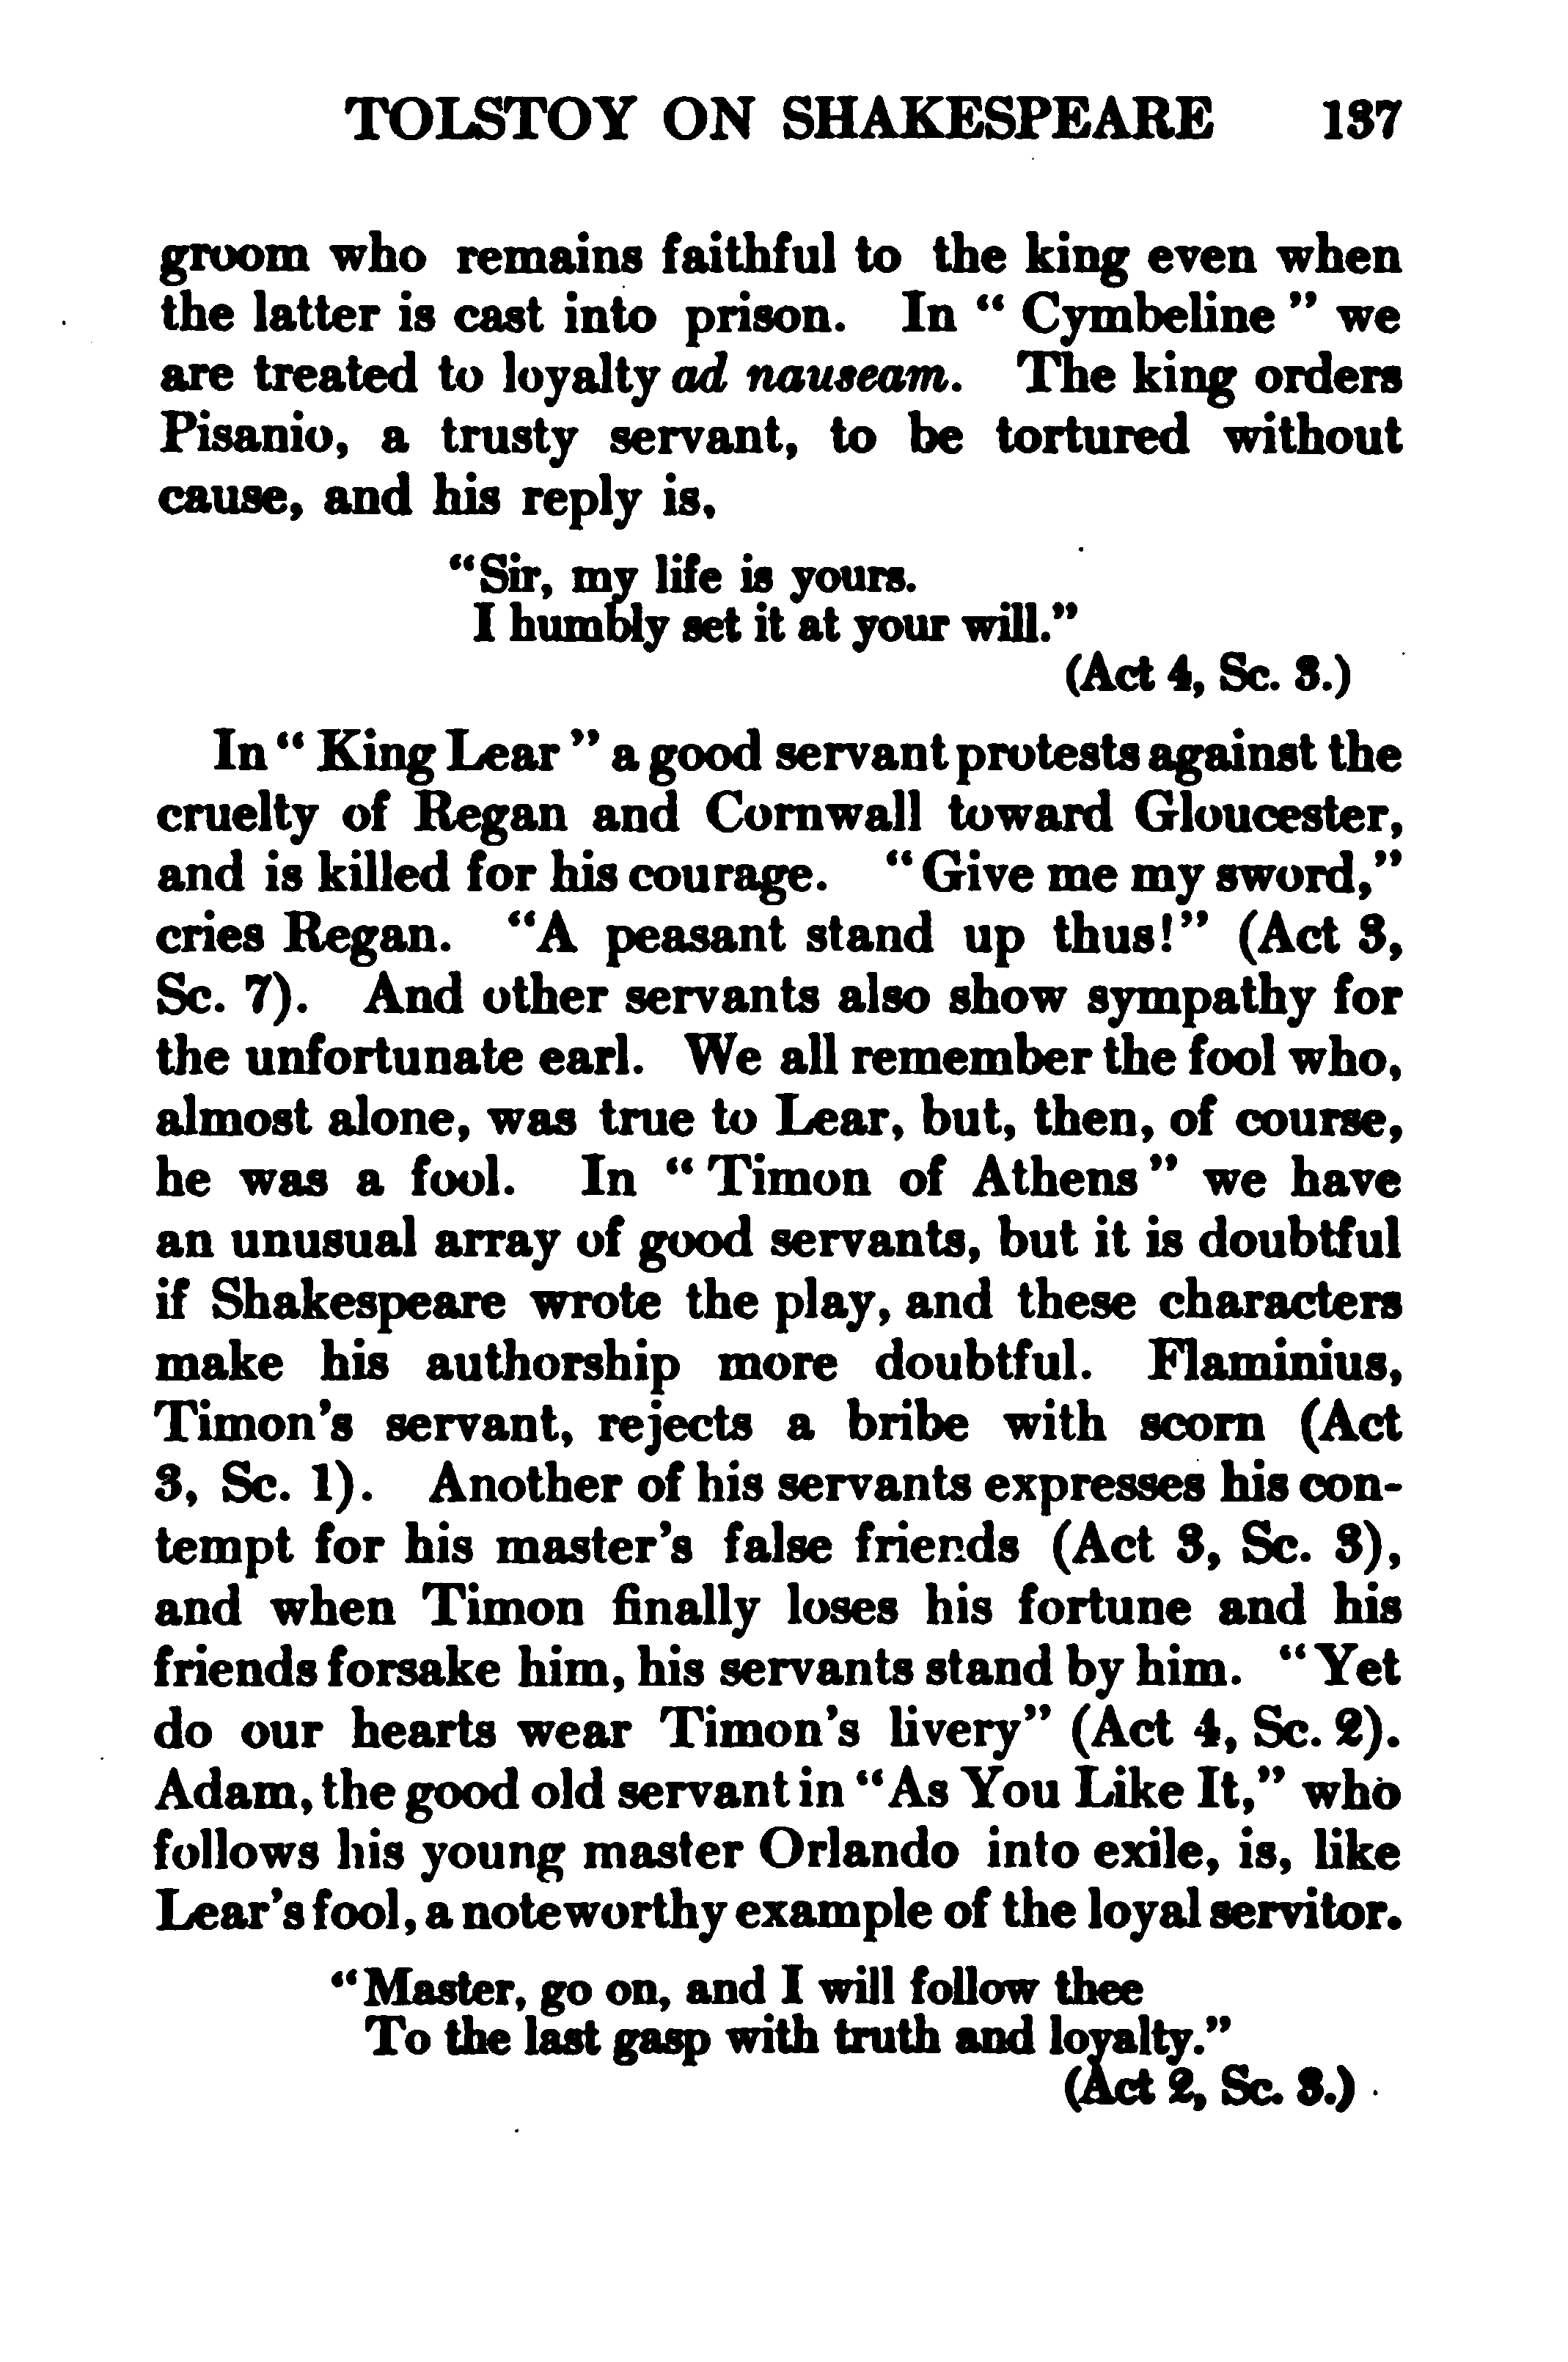 TOLSTOY ON SHAKESPEARE 137
groom who remains faithful to the king even when
the latter is cast into prison. In “ Cymbeline ” we
are treated to loyalty ad nauseam. The king orders
Pisanio, a trusty servant, to be tortured without
cause, and his reply is,
“Sir, my life is yours.
I humbly set it at your will.”
(Act 4, Sc. 3.)
In “ King Lear ” a good servant protests against the
cruelty of Regan and Cornwall toward Gloucester,
and is killed for his courage. “Give me my sword,”
cries Regan. “A peasant stand up thus!” (Act 3,
Sc. 7). And other servants also show sympathy for
the unfortunate earl. We all remember the fool who,
almost alone, was true to Lear, but, then, of course,
he was a fool. In “ Timon of Athens” we have
an unusual array of good servants, but it is doubtful
if Shakespeare wrote the play, and these characters
make his authorship more doubtful. Flaminius,
Timon’s servant, rejects a bribe with scorn (Act
3, Sc. 1). Another of his servants expresses his con-
tempt for his master’s false friends (Act 3, Sc. 3),
and when Timon finally loses his fortune and his
friends forsake him, his servants stand by him. “Yet
do our hearts wear Timon’s livery” (Act 4, Sc. 2).
Adam, the good old servant in “As You Like It,” who
follows his young master Orlando into exile, is, like
Lear’s fool, a noteworthy example of the loyal servitor.
“Master, go on, and I will follow thee
To the last gasp with truth and loyalty.”
(Act 2, Sc. 3.)